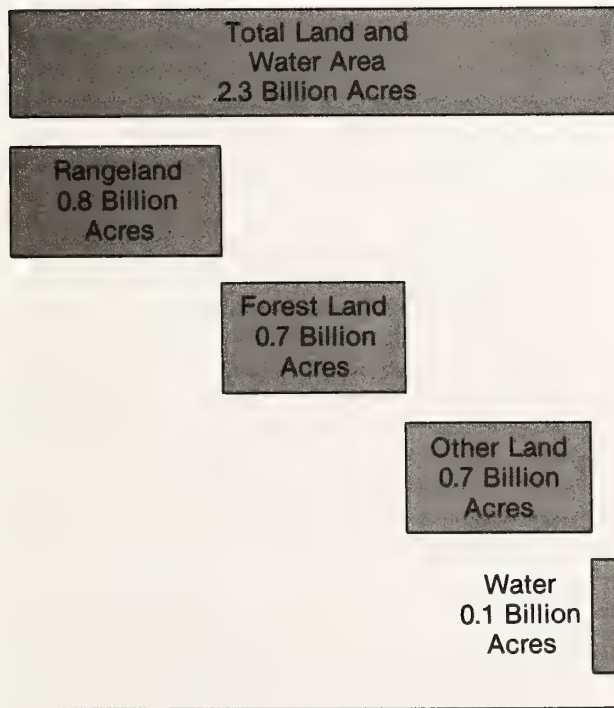 Total Land and
Water Area
2.3 Billion Acres
Rangeland
0.8 Billion
Acres
Forest Land
0.7 Billion
Acres
Other Land
0.7 Billion
Acres
Water
0.1 Billion
Acres